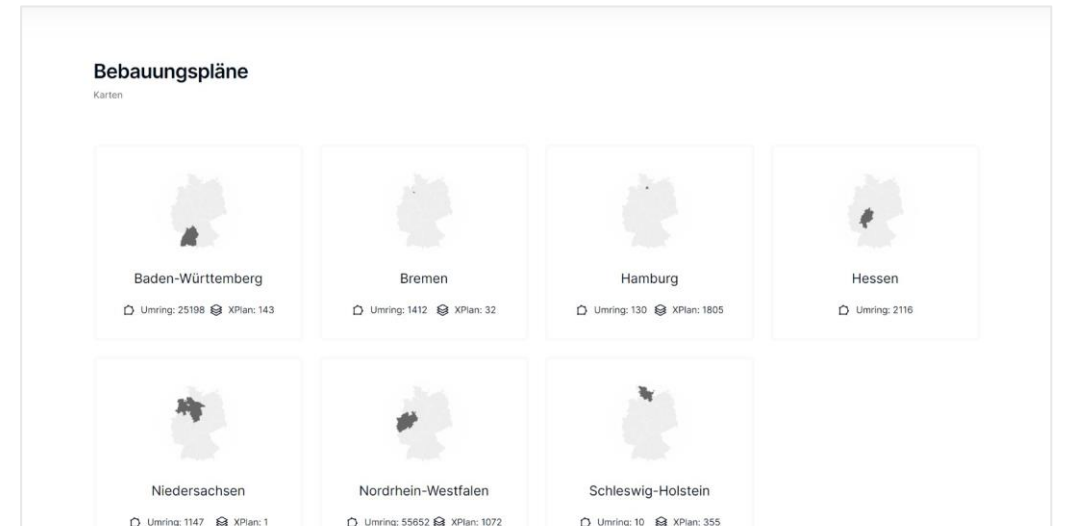 Bebauungspläne
Karten
Baden-Württemberg
Umring: 25198 XPlan: 143
Bremen
Umring: 1412 XPlan: 32
Hamburg
Umring: 130 XPlan: 1805
Hessen
Umring: 2116
Niedersachsen
Umring: 1147 XPlan: 1
Nordrhein-Westfalen
Umring: 55652 XPlan: 1072
Schleswig-Holstein
Umring: 10 XPlan: 355